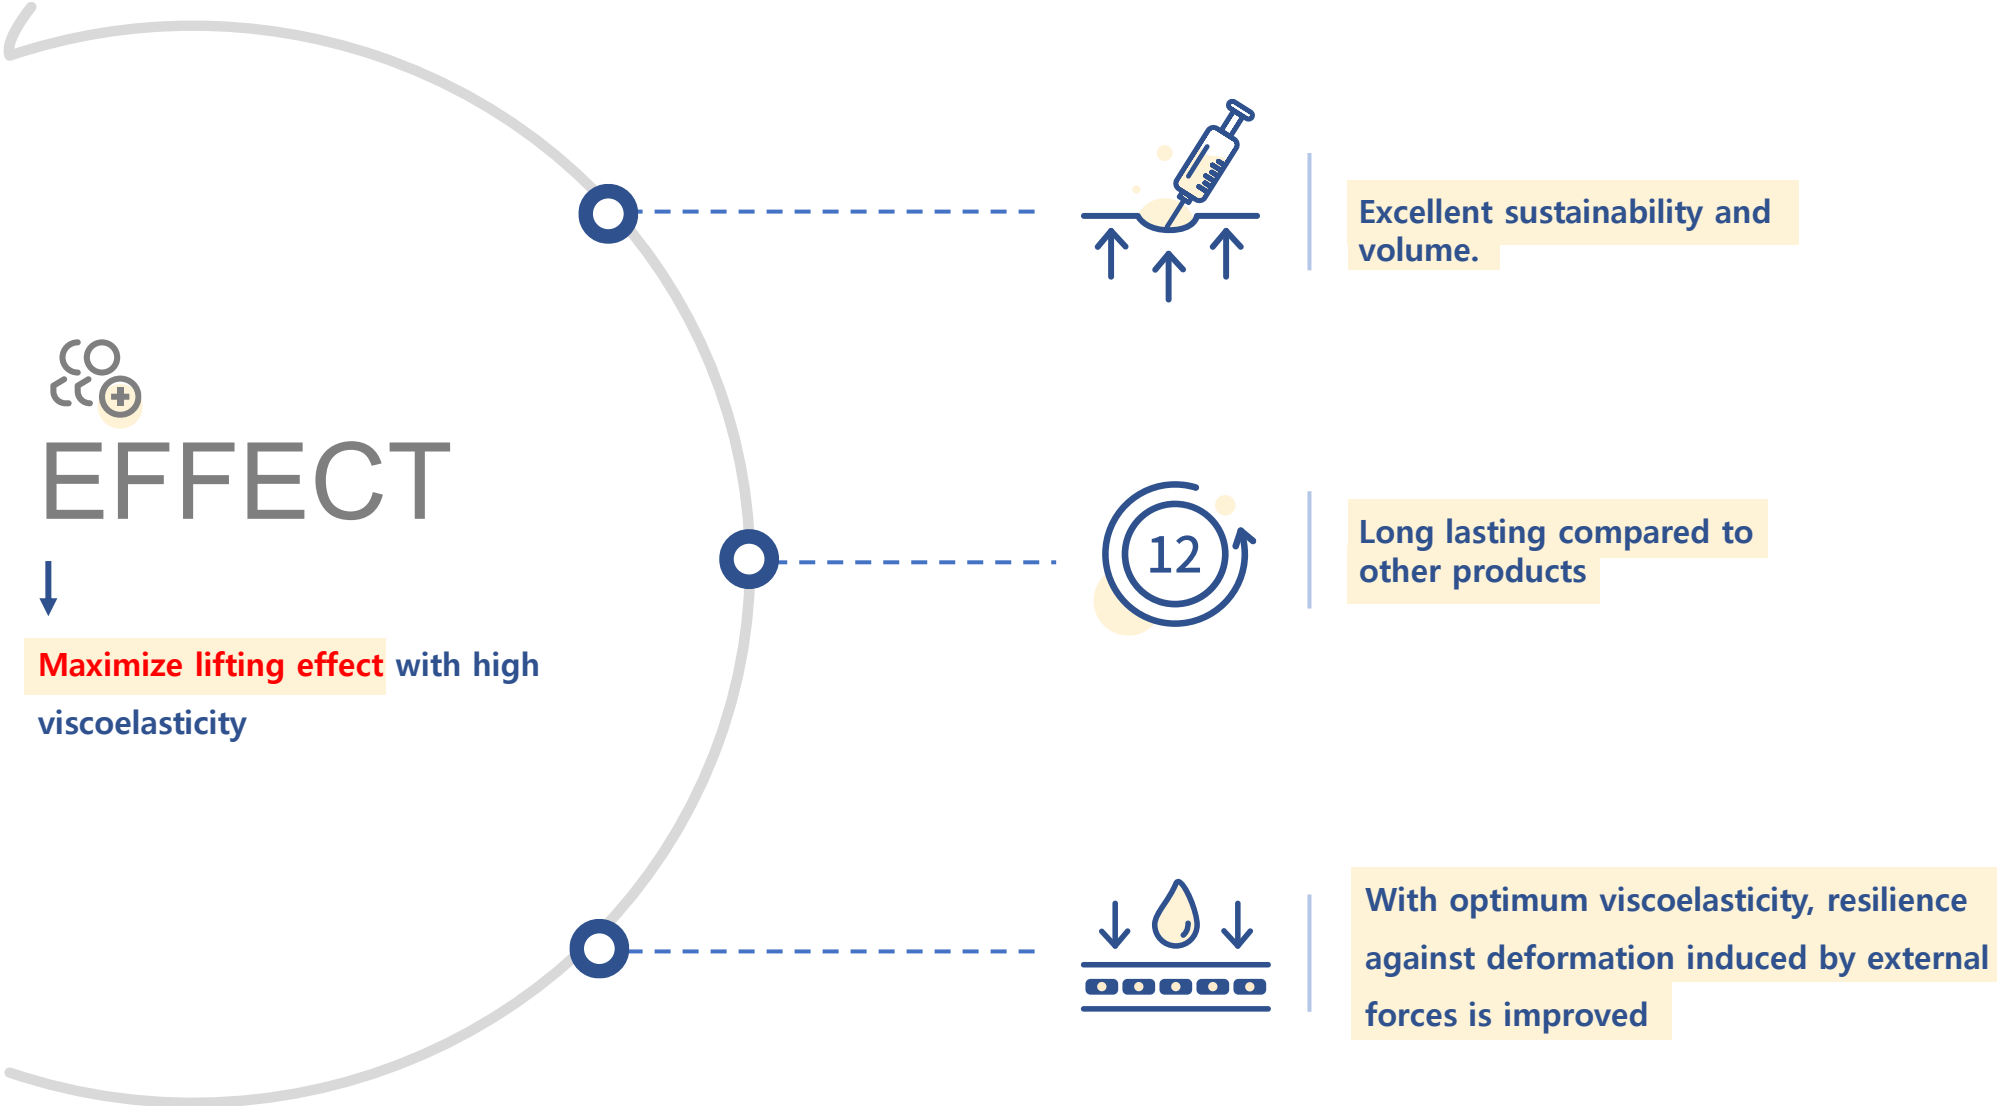 EFFECT
Maximize lifting effect with high
viscoelasticity
Excellent sustainability and
volume.
12
Long lasting compared to
other products
With optimum viscoelasticity, resilience
against deformation induced by external
forces is improved